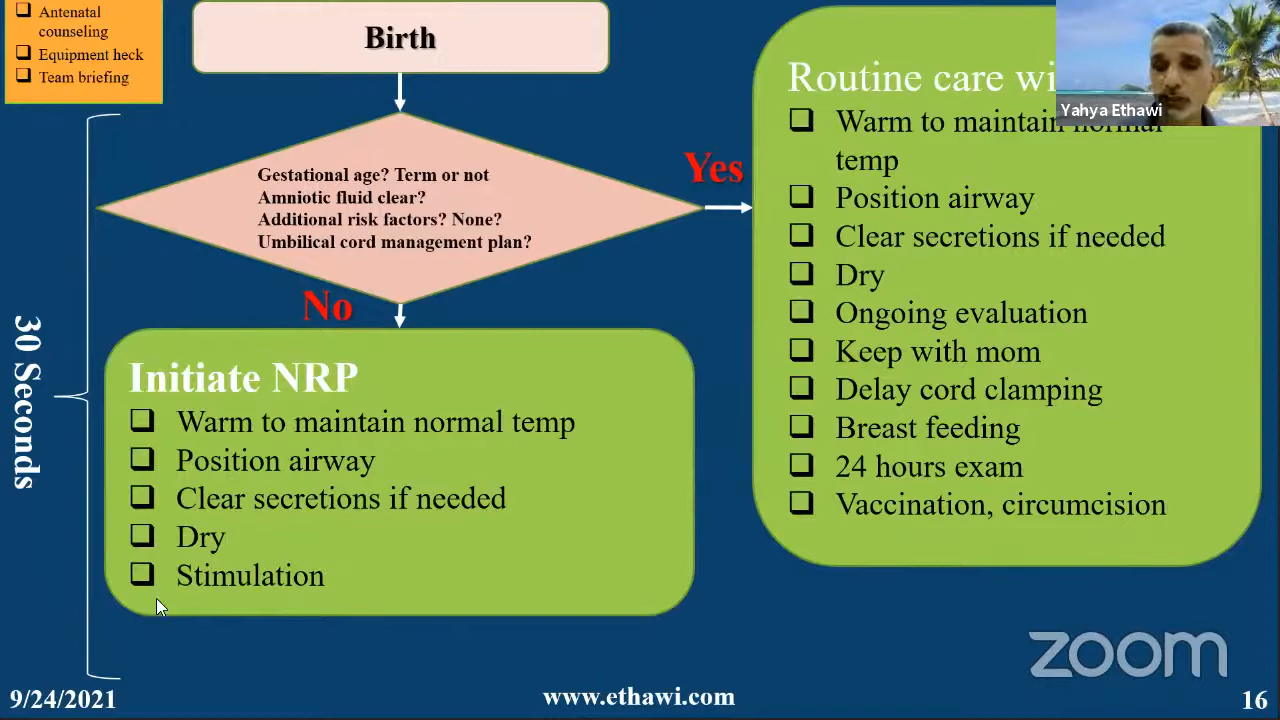 Antenatal
counseling
Equipment heck
Team briefing
Birth
Gestational age? Term or not
Amniotic fluid clear?
Additional risk factors? None?
Umbilical cord management plan?
Yes
No
30 Seconds
Initiate NRP
Warm to maintain normal temp
Position airway
Clear secretions if needed
Dry
Stimulation
Routine care
Yahya Ethawi
Warm to maintain normal
temp
Position airway
Clear secretions if needed
Dry
Ongoing evaluation
Keep with mom
Delay cord clamping
Breast feeding
24 hours exam
Vaccination, circumcision
zoom
9/24/2021
www.ethawi.com
16